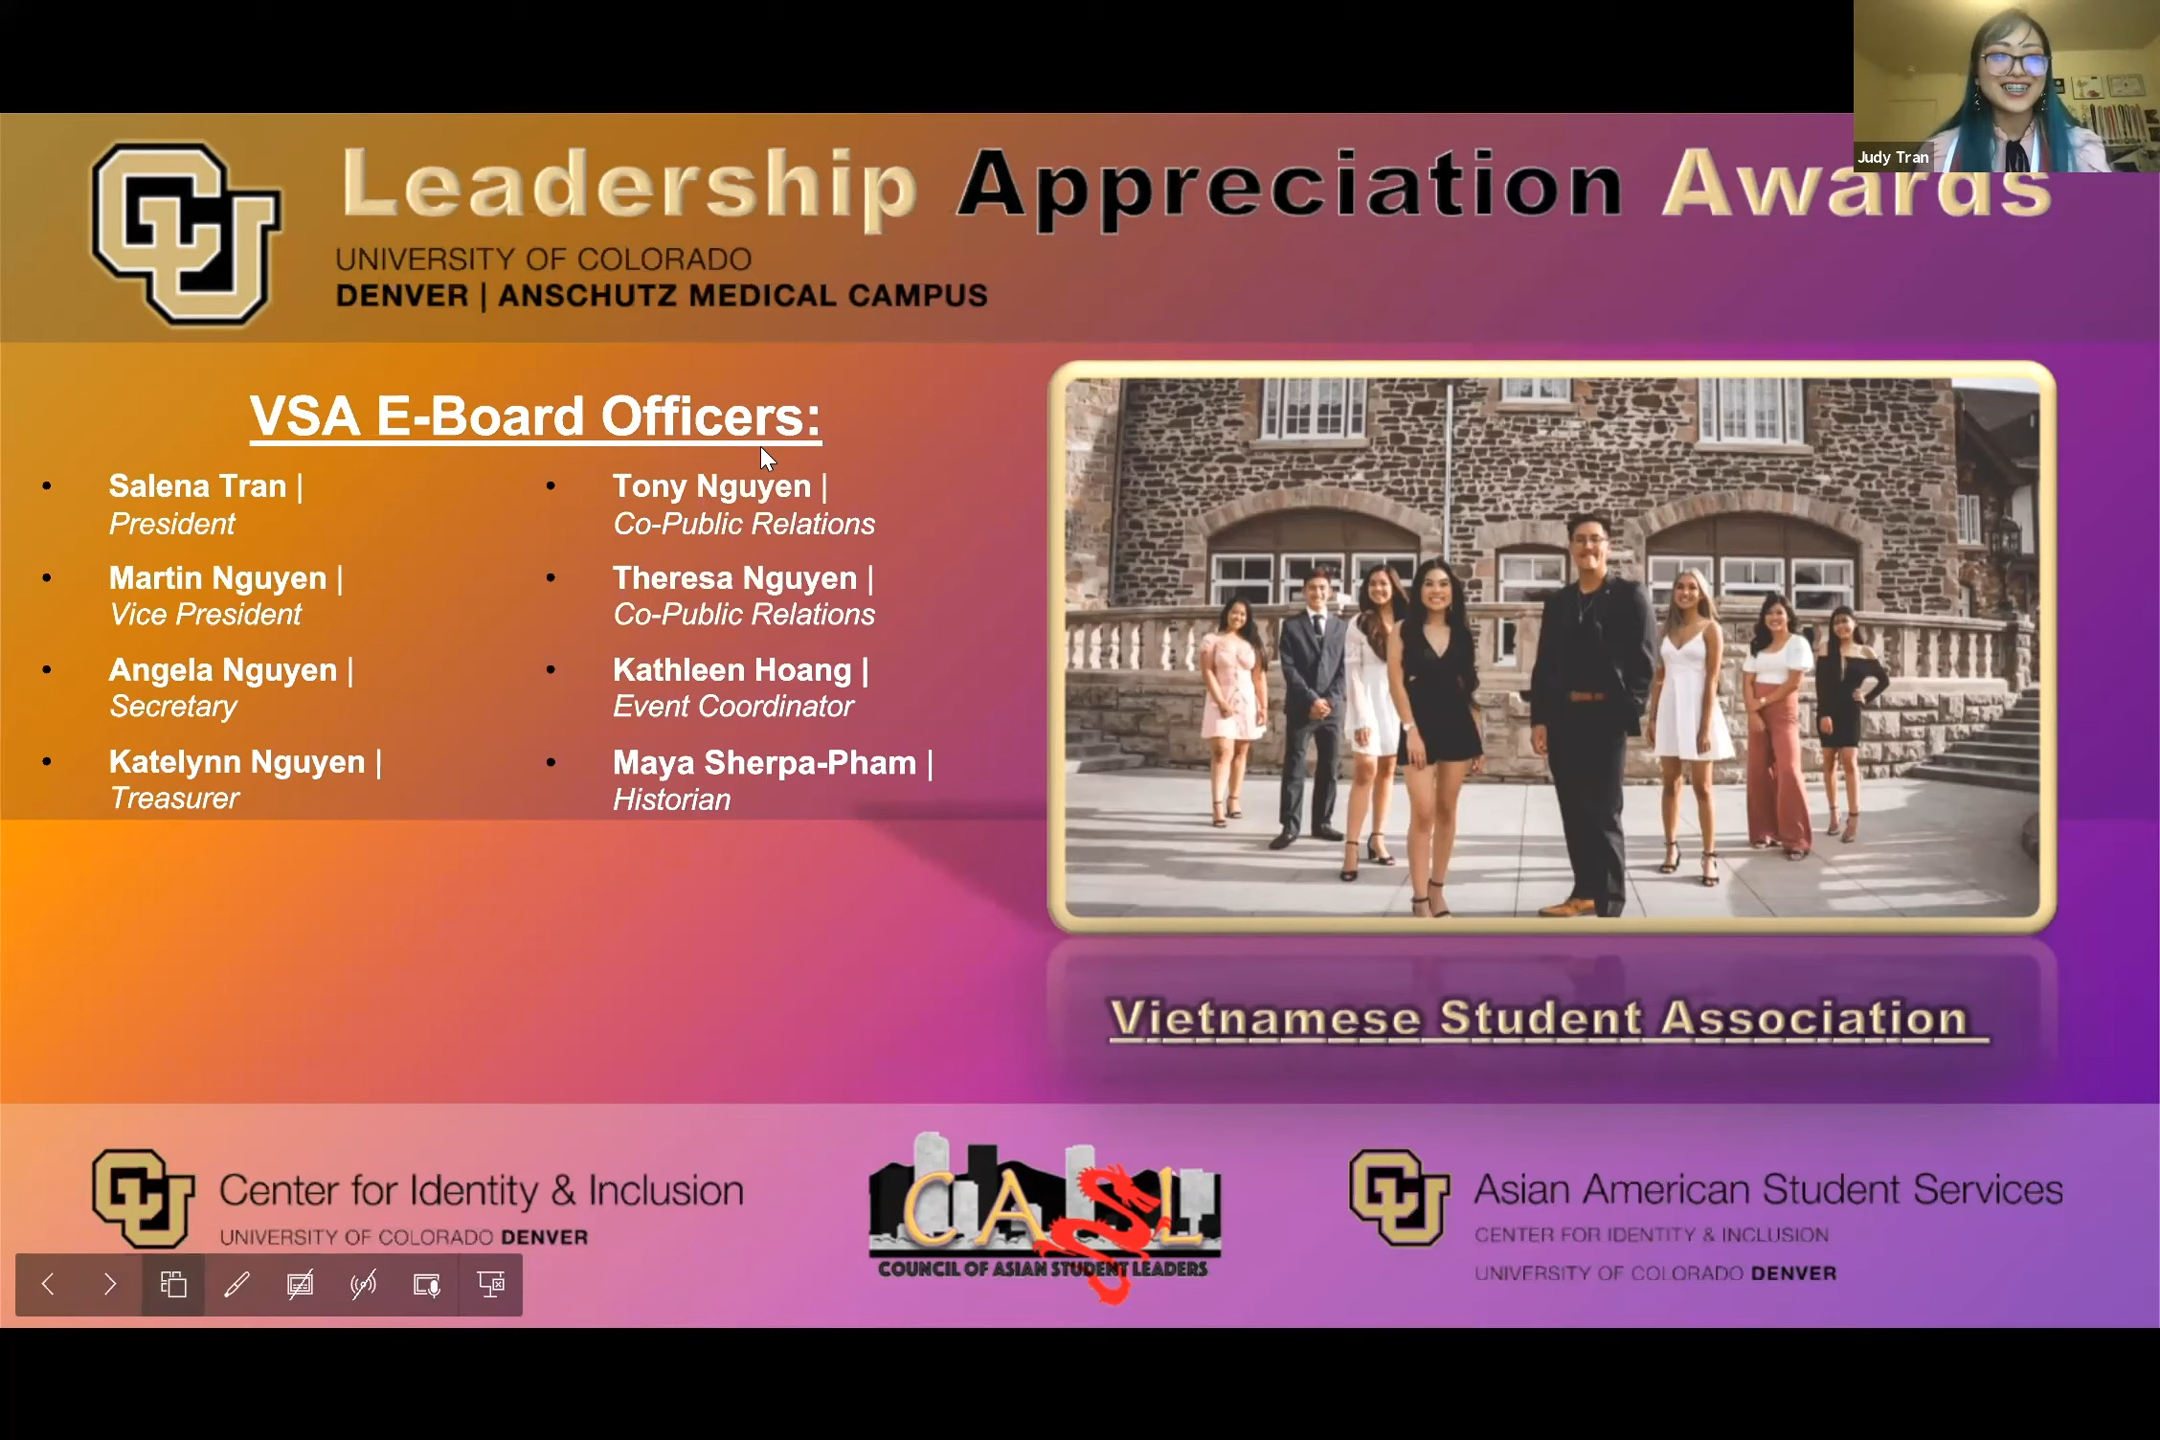 Judy Tran
Leadership Appreciation Awards
UNIVERSITY OF COLORADO
DENVER | ANSCHUTZ MEDICAL CAMPUS
VSA E-Board Officers:
• Salena Tran |
President
• Martin Nguyen |
Vice President
• Angela Nguyen |
Secretary
• Katelynn Nguyen |
Treasurer
• Tony Nguyen |
Co-Public Relations
• Theresa Nguyen |
Co-Public Relations
• Kathleen Hoang |
Event Coordinator
• Maya Sherpa-Pham |
Historian
Vietnamese Student Association
Center for Identity & Inclusion
UNIVERSITY OF COLORADO DENVER
CASL
COUNCIL OF ASIAN STUDENT LEADERS
Asian American Student Services
CENTER FOR IDENTITY & INCLUSION
UNIVERSITY OF COLORADO DENVER